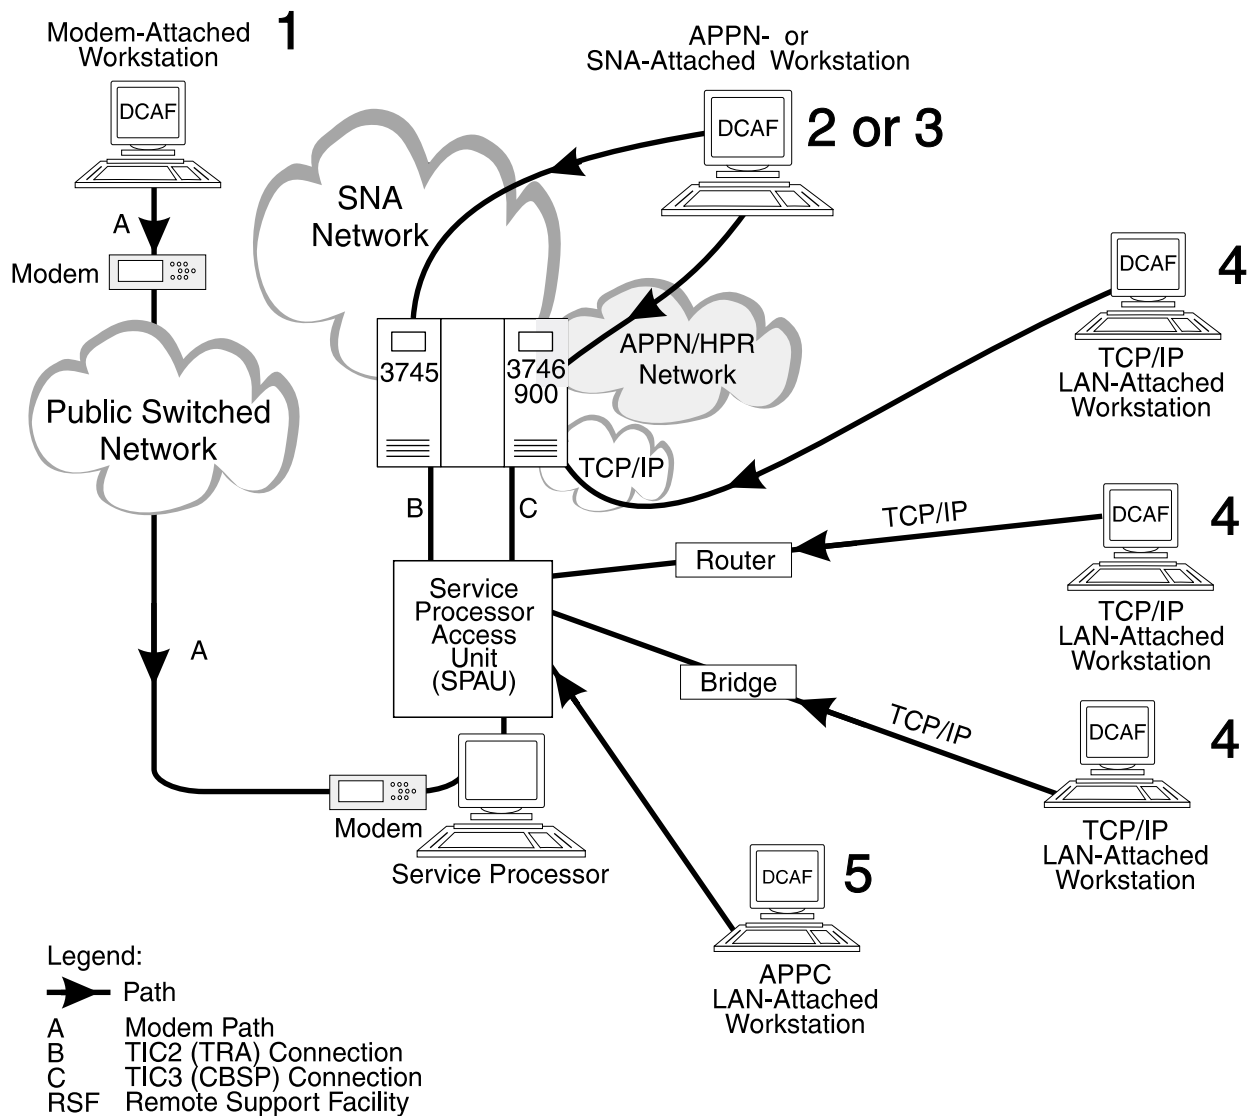 Modem-Attached
Workstation
1
DCAF
A
Modem
Public Switched
Network
A
Modem
APPN- or
SNA-Attached Workstation
DCAF
2 or 3
SNA
Network
3745
3746
900
APPN/HPR
Network
TCP/IP
B
C
DCAF
4
TCP/IP
LAN-Attached
Workstation
TCP/IP
Router
DCAF
4
TCP/IP
LAN-Attached
Workstation
Service
Processor
Access
Unit
(SPAU)
Bridge
TCP/IP
DCAF
4
TCP/IP
LAN-Attached
Workstation
Service Processor
DCAF
5
APPC
LAN-Attached
Workstation
Legend:
Path
A Modem Path
B TIC2 (TRA) Connection
C TIC3 (CBSP) Connection
RSF Remote Support Facility